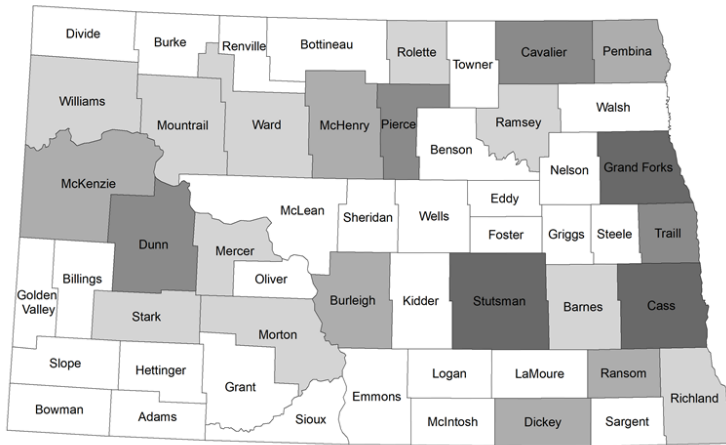 Divide
Burke
Renville
Bottineau
Rolette
Towner
Cavalier
Pembina
Williams
Mountrail
Ward
McHenry
Pierce
Benson
Ramsey
Walsh
McKenzie
Dunn
McLean
Mercer
Oliver
Sheridan
Wells
Eddy
Foster
Nelson
Grand Forks
Griggs
Steele
Traill
Golden
Valley
Billings
Stark
Morton
Burleigh
Kidder
Stutsman
Barnes
Cass
Slope
Hettinger
Grant
Bowman
Adams
Sioux
Emmons
Logan
LaMoure
Ransom
Richland
McIntosh
Dickey
Sargent